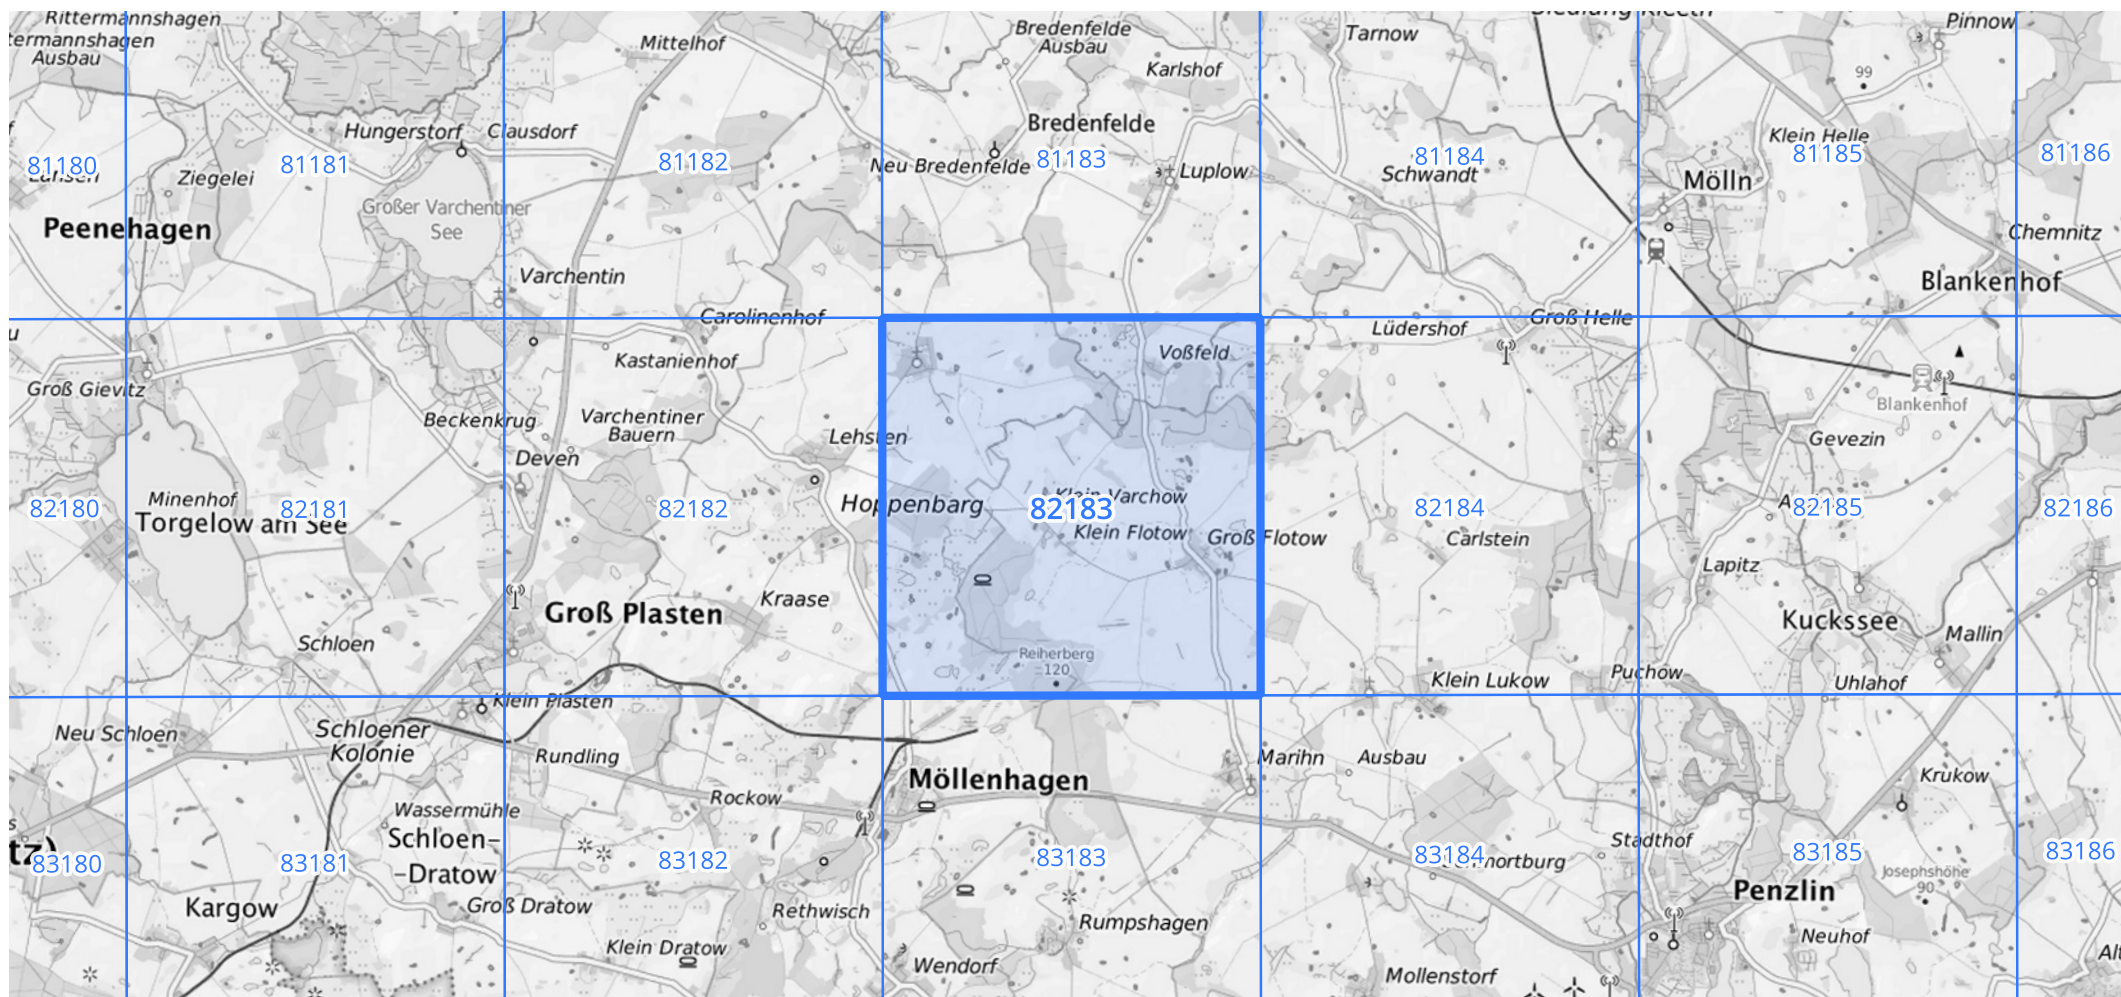 Rittermannshagen
ermannshagen
Ausbau
Mittelhof
Bredenfelde
Ausbau
Karlshof
Tarnow
Pinnow
99
Hungerstorf
Clausdorf
Bredenfelde
Klein Helle
81180
81181
81182
Neu Bredenfelde
81183
Luplow
81184
Schwandt
81185
81186
Ziegelei
Mölln
Peenehagen
Großer Varchentiner
See
Chemnitz
Varchentin
Blankenhof
Carolinenhof
Lüdershof
Groß Helle
Groß Gievitz
Kastanienhof
Voßfeld
Blankenhof
Beckenkrug
Varchentiner
Bauern
Lehsten
Gevezin
Deven
Minenhof
Torgelow am See
Hoppenbarg
Klein Varchow
82180
82181
82182
82183
82184
82185
82186
Klein Flotow
Groß Flotow
Carlstein
Lapitz
Groß Plasten
Kraase
Kuckssee
Mallin
Schloen
Reiherberg
120
Klein Lukow
Puchow
Uhlahof
Klein Plasten
Neu Schloen
Schloener
Kolonie
Rundling
Möllenhagen
Marihn
Ausbau
Krukow
Rockow
Wassermühle
Schloen-
-Dratow
Stadthof
tz)
83180
83181
83182
83183
83184
83185
83186
Josephshöhe
90
Penzlin
Kargow
Groß Dratow
Rethwisch
Rumpshagen
Klein Dratow
Wendorf
Mollenstorf
Neuhof